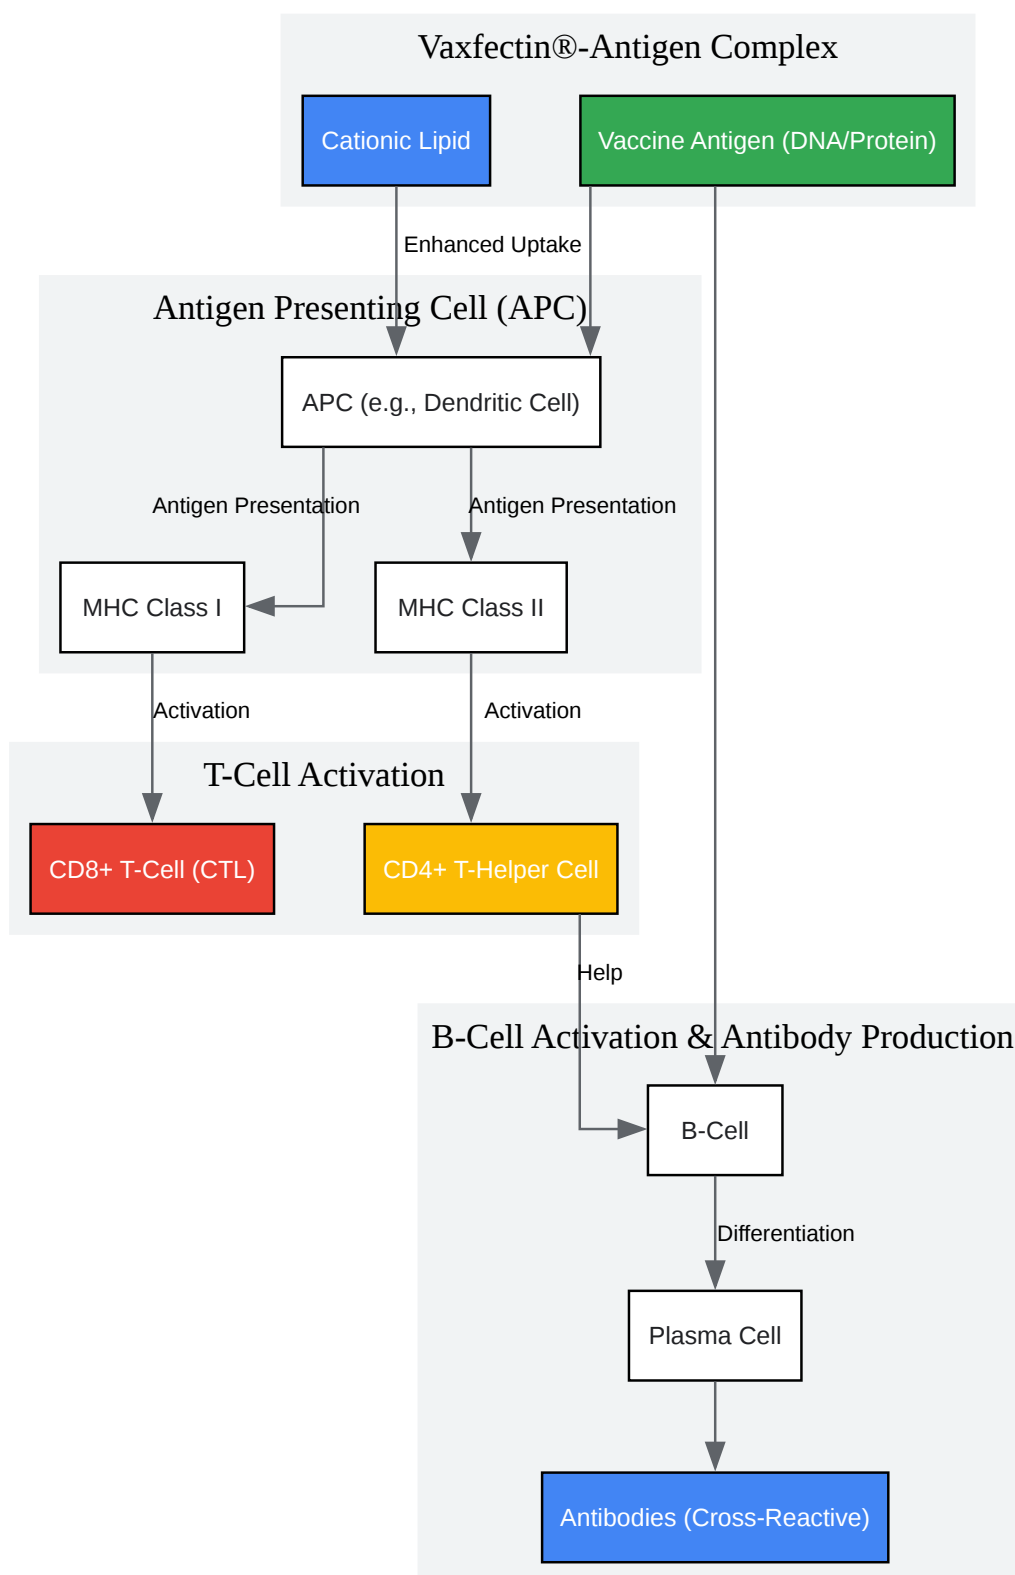 Vaxfectin®-Antigen Complex
Cationic Lipid
Vaccine Antigen (DNA/Protein)
Enhanced Uptake
Antigen Presenting Cell (APC)
APC (e.g., Dendritic Cell)
Antigen Presentation
Antigen Presentation
MHC Class I
MHC Class II
Activation
Activation
T-Cell Activation
CD8+ T-Cell (CTL)
CD4+ T-Helper Cell
Help
B-Cell Activation & Antibody Production
B-Cell
Differentiation
Plasma Cell
Antibodies (Cross-Reactive)